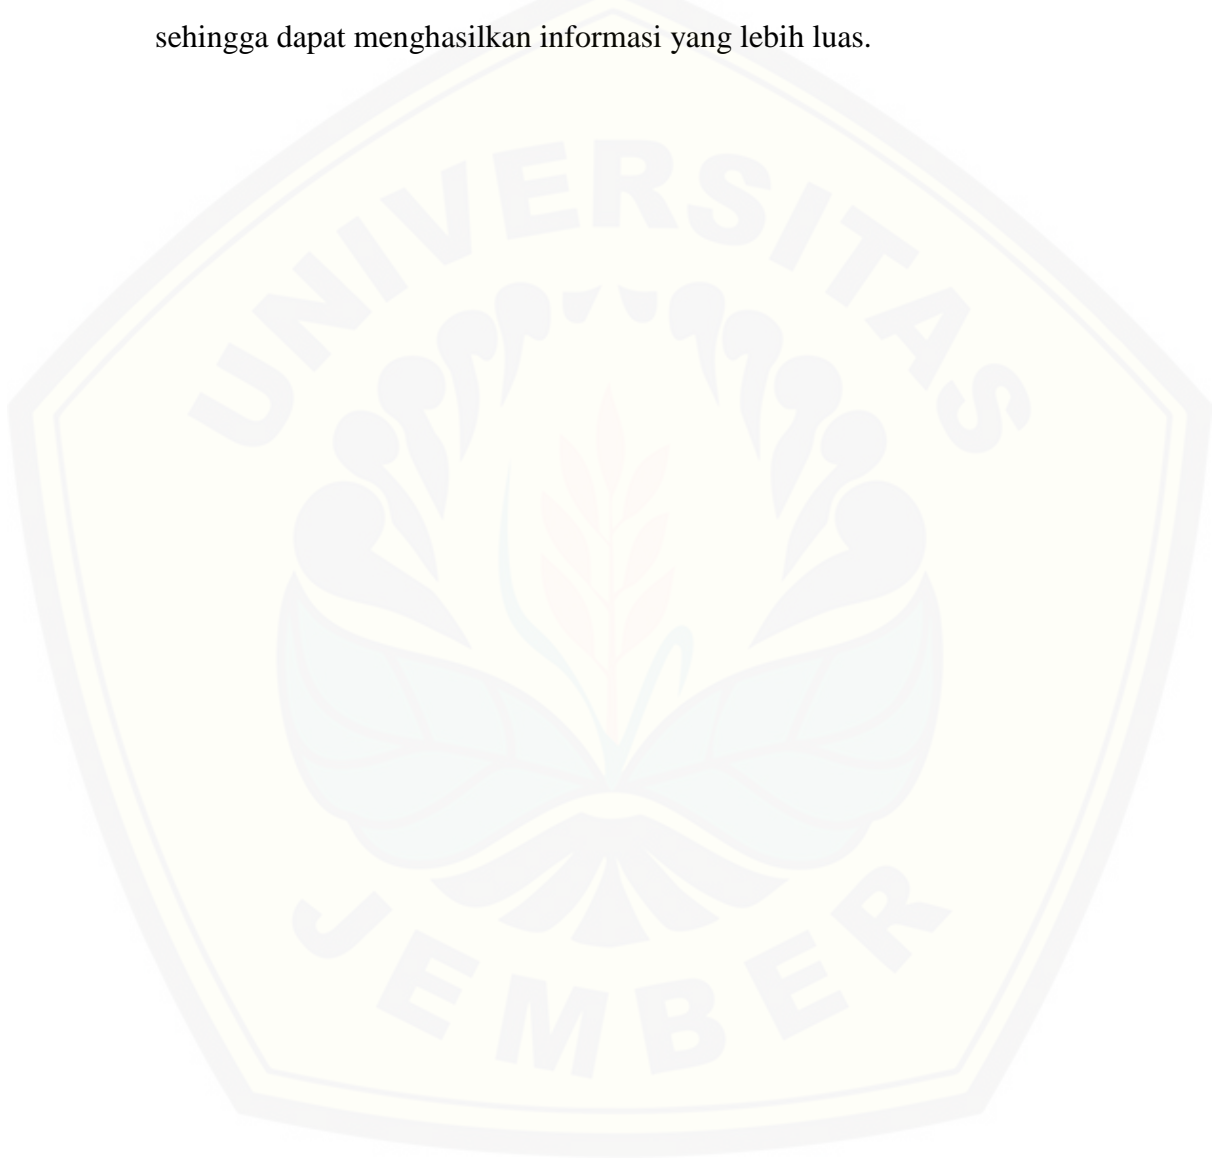 sehingga dapat menghasilkan informasi yang lebih luas.
UNIVERSITAS
JEMBER